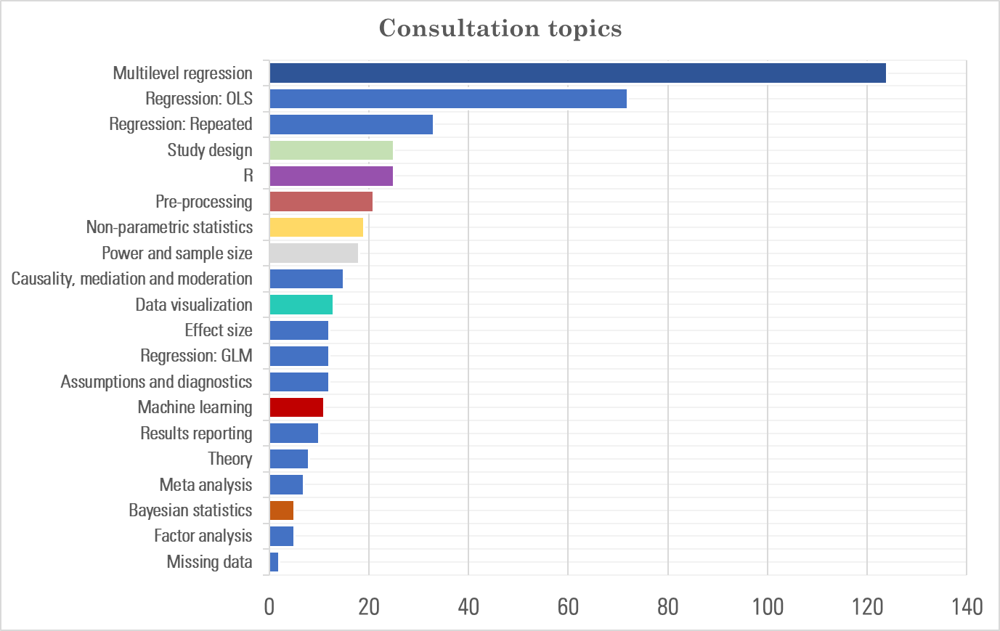 Consultation topics
Multilevel regression
Regression: OLS
Regression: Repeated
Study design
R
Pre-processing
Non-parametric statistics
Power and sample size
Causality, mediation and moderation
Data visualization
Effect size
Regression: GLM
Assumptions and diagnostics
Machine learning
Results reporting
Theory
Meta analysis
Bayesian statistics
Factor analysis
Missing data
0 20 40 60 80 100 120 140